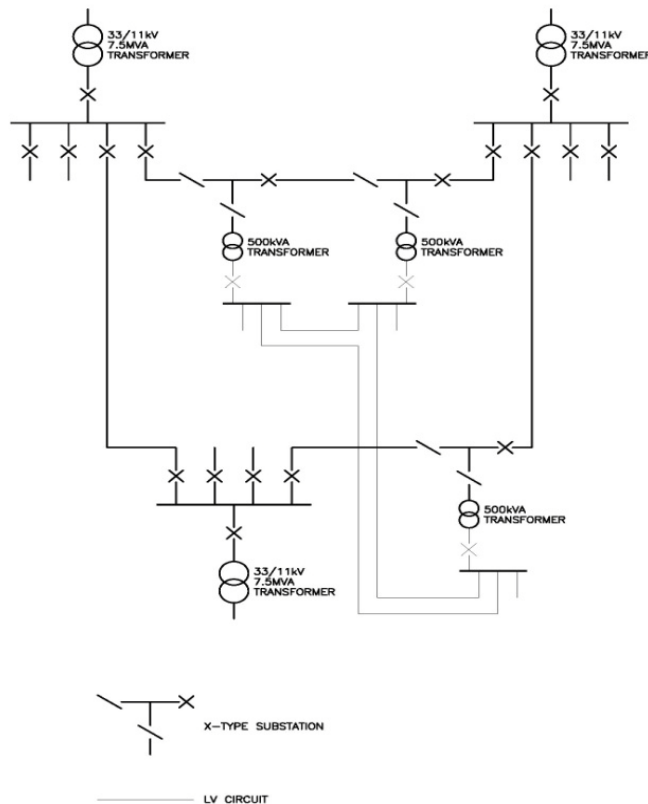 33/11kV
7.5MVA
TRANSFORMER
33/11kV
7.5MVA
TRANSFORMER
500kVA
TRANSFORMER
500kVA
TRANSFORMER
500kVA
TRANSFORMER
33/11kV
7.5MVA
TRANSFORMER
X-TYPE SUBSTATION
LV CIRCUIT